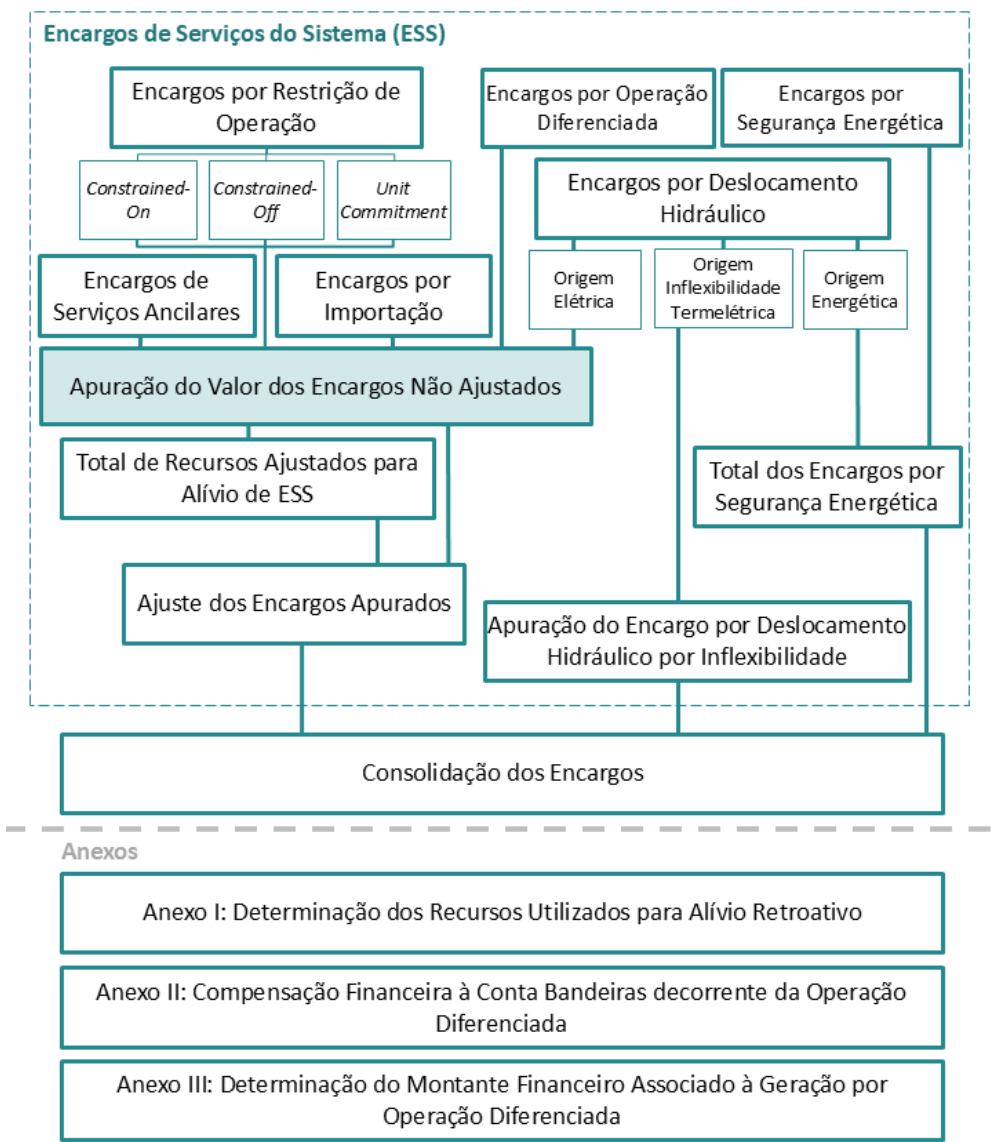 Encargos de Serviços do Sistema (ESS)
Encargos por Restrição de
Operação
Encargos por Operação
Diferenciada
Encargos por
Segurança Energética
Constrained-
On
Constrained-
Off
Unit
Commitment
Encargos por Deslocamento
Hidráulico
Encargos de
Serviços Ancilares
Encargos por
Importação
Origem
Elétrica
Origem
Inflexibilidade
Termelétrica
Origem
Energética
Apuração do Valor dos Encargos Não Ajustados
Total de Recursos Ajustados para
Alívio de ESS
Total dos Encargos por
Segurança Energética
Ajuste dos Encargos Apurados
Apuração do Encargo por Deslocamento
Hidráulico por Inflexibilidade
Consolidação dos Encargos
Anexos
Anexo I: Determinação dos Recursos Utilizados para Alívio Retroativo
Anexo II: Compensação Financeira à Conta Bandeiras decorrente da Operação
Diferenciada
Anexo III: Determinação do Montante Financeiro Associado à Geração por
Operação Diferenciada